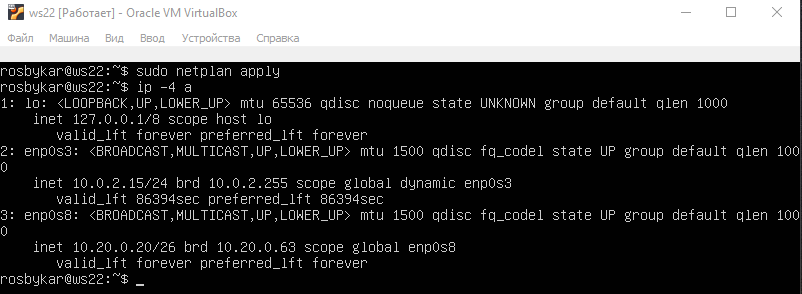 ws22 [Работает] - Oracle VM VirtualBox
Файл Машина Вид Ввод Устройства Справка
rosbykar@ws22:~$ sudo netplan apply
rosbykar@ws22:~$ ip -4 a
1: lo: <LOOPBACK,UP,LOWER_UP> mtu 65536 qdisc noqueue state UNKNOWN group default qlen 1000
    inet 127.0.0.1/8 scope host lo
       valid_lft forever preferred_lft forever
2: enp0s3: <BROADCAST,MULTICAST,UP,LOWER_UP> mtu 1500 qdisc fq_codel state UP group default qlen 100
0
    inet 10.0.2.15/24 brd 10.0.2.255 scope global dynamic enp0s3
       valid_lft 86394sec preferred_lft 86394sec
3: enp0s8: <BROADCAST,MULTICAST,UP,LOWER_UP> mtu 1500 qdisc fq_codel state UP group default qlen 100
0
    inet 10.20.0.20/26 brd 10.20.0.63 scope global enp0s8
       valid_lft forever preferred_lft forever
rosbykar@ws22:~$ _